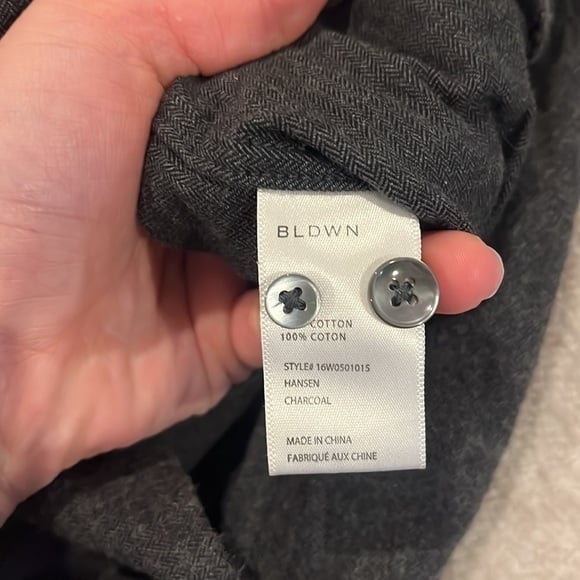 BLDWN
COTTON
100% COTON
STYLE# 16W0501015
HANSEN
CHARCOAL
MADE IN CHINA
FABRIQUÉ AUX CHINE